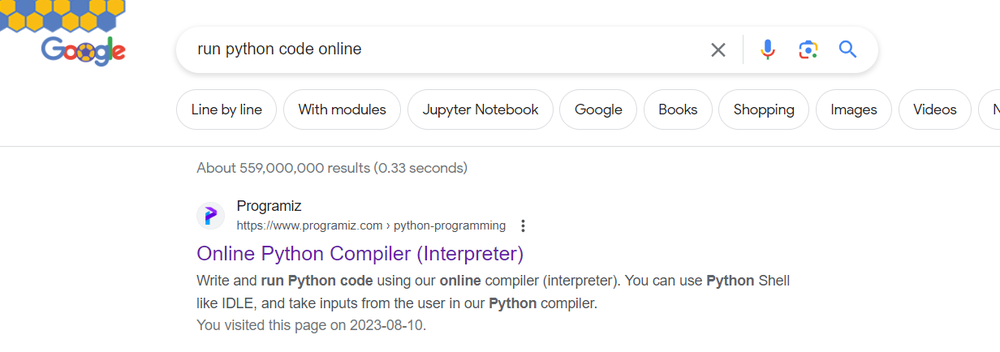 Google
run python code online
Line by line
With modules
Jupyter Notebook
Google
Books
Shopping
Images
Videos
N
About 559,000,000 results (0.33 seconds)
Programiz
https://www.programiz.com › python-programming
Online Python Compiler (Interpreter)
Write and run Python code using our online compiler (interpreter). You can use Python Shell
like IDLE, and take inputs from the user in our Python compiler.
You visited this page on 2023-08-10.